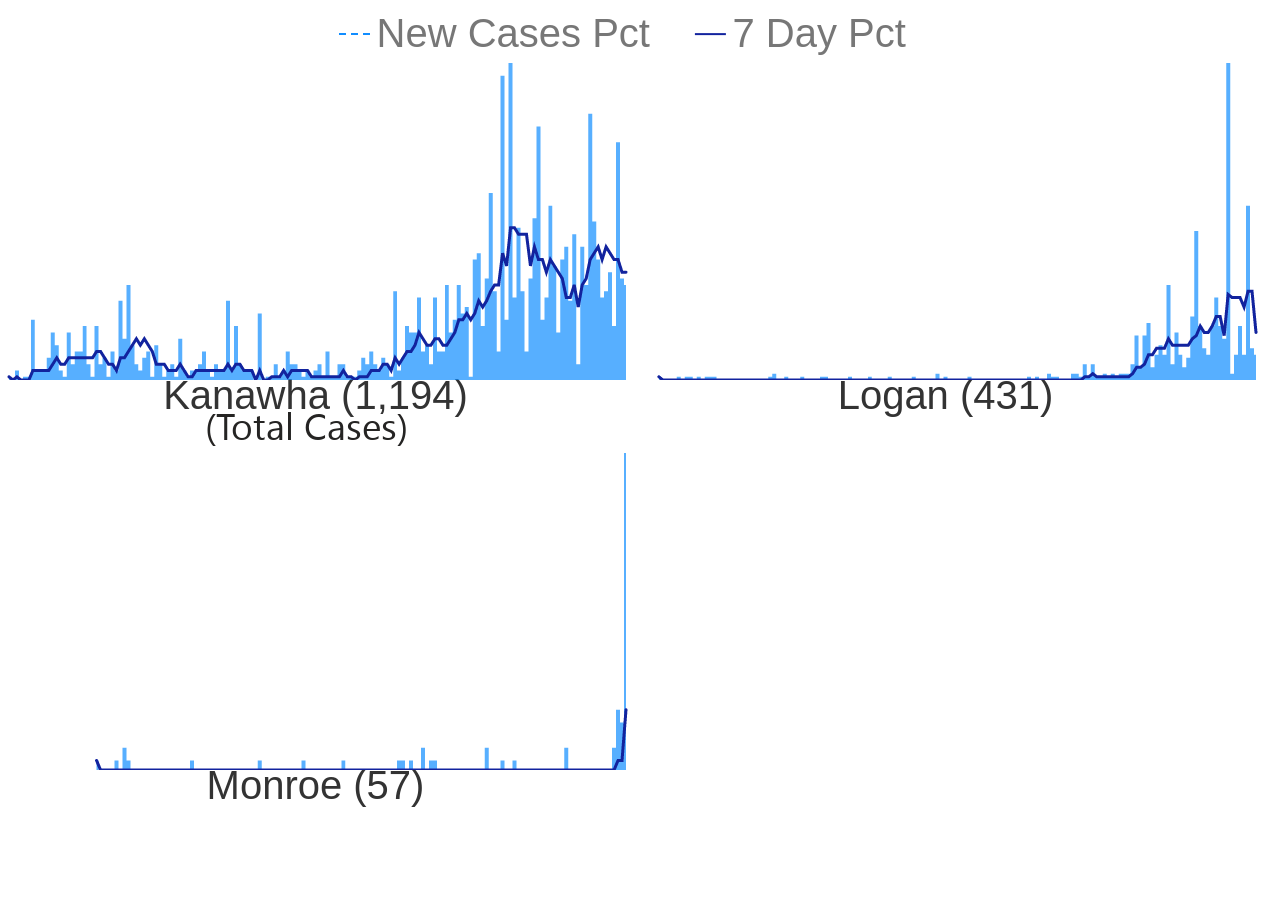 New Cases Pct 7 Day Pct
Kanawha (1,194)
(Total Cases)
Logan (431)
Monroe (57)